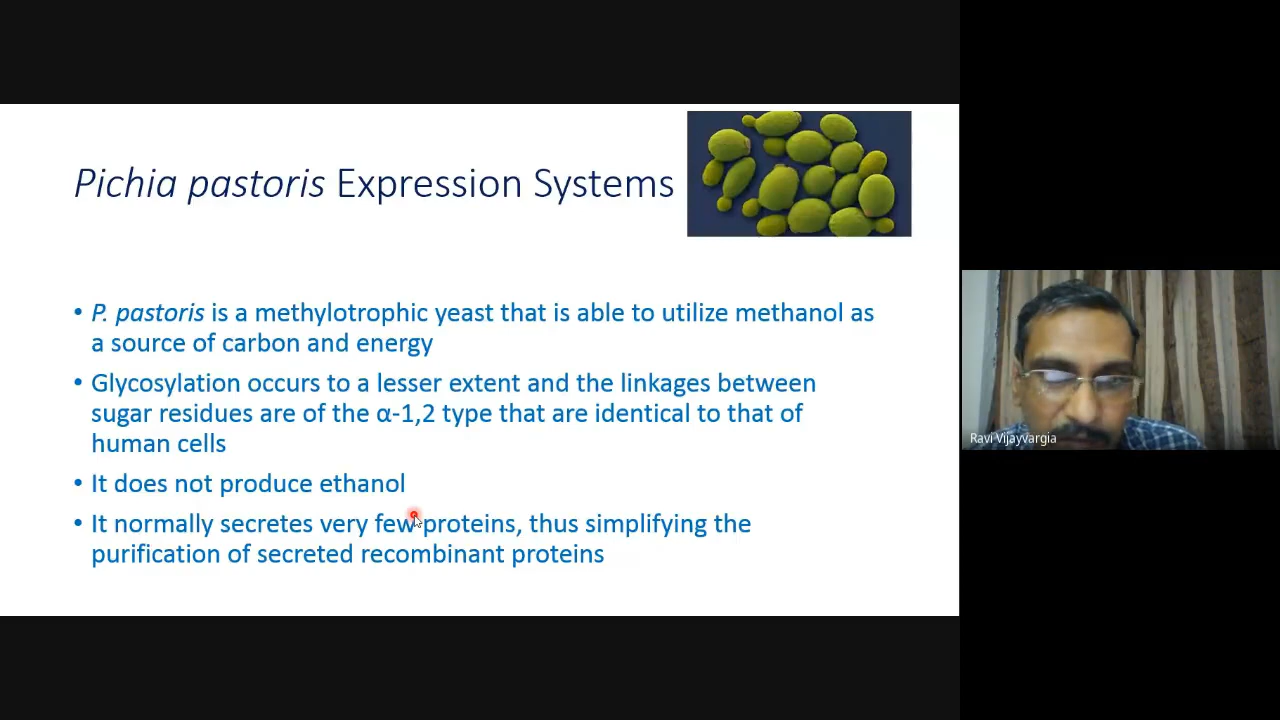 Pichia pastoris Expression Systems
• P. pastoris is a methylotrophic yeast that is able to utilize methanol as
a source of carbon and energy
• Glycosylation occurs to a lesser extent and the linkages between
sugar residues are of the α-1,2 type that are identical to that of
human cells
• It does not produce ethanol
• It normally secretes very few proteins, thus simplifying the
purification of secreted recombinant proteins
Ravi Vijayvargia